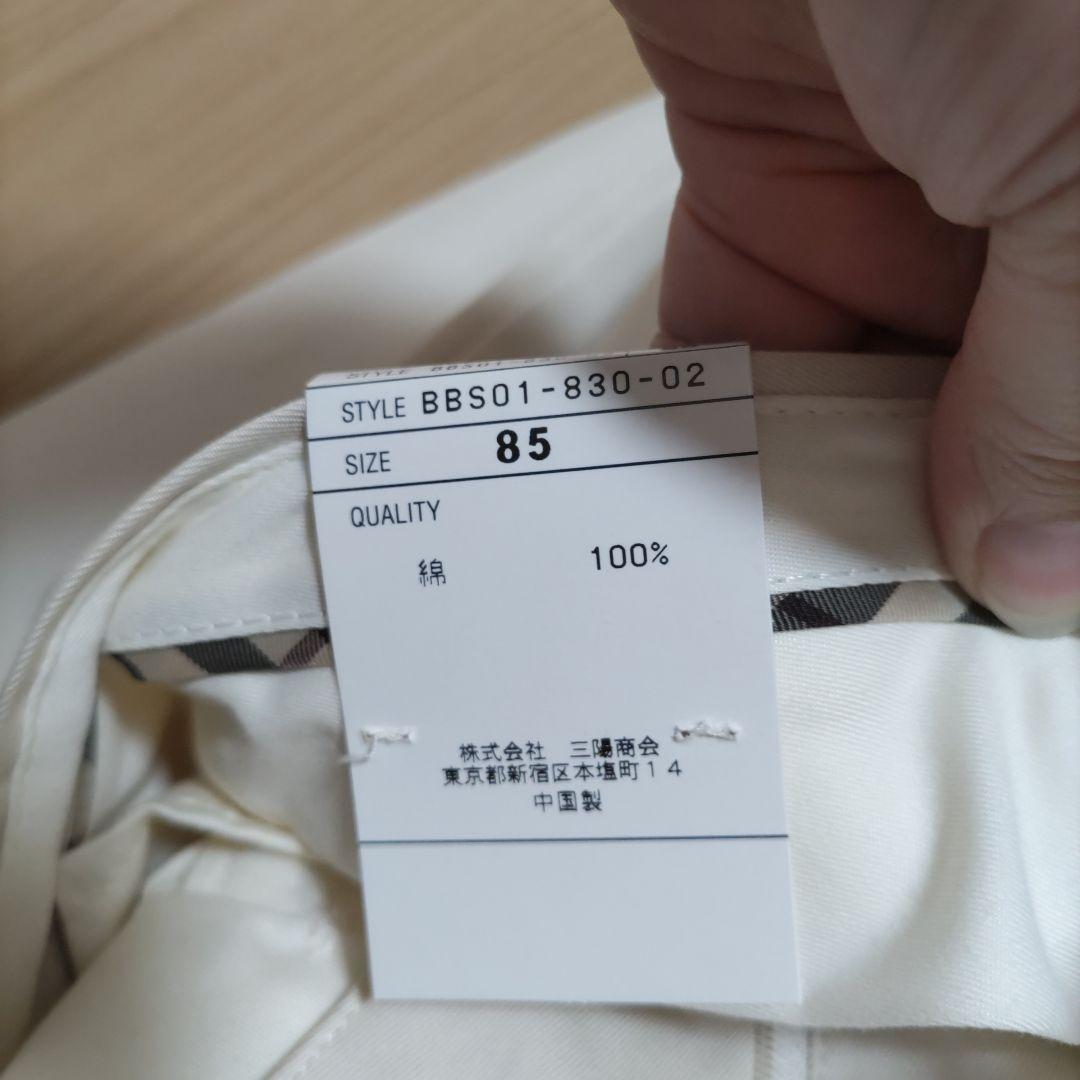 STYLE BBS01-830-02
SIZE 85
QUALITY
綿 100%
株式会社 三陽商会
東京都新宿区本塩町14
中国製